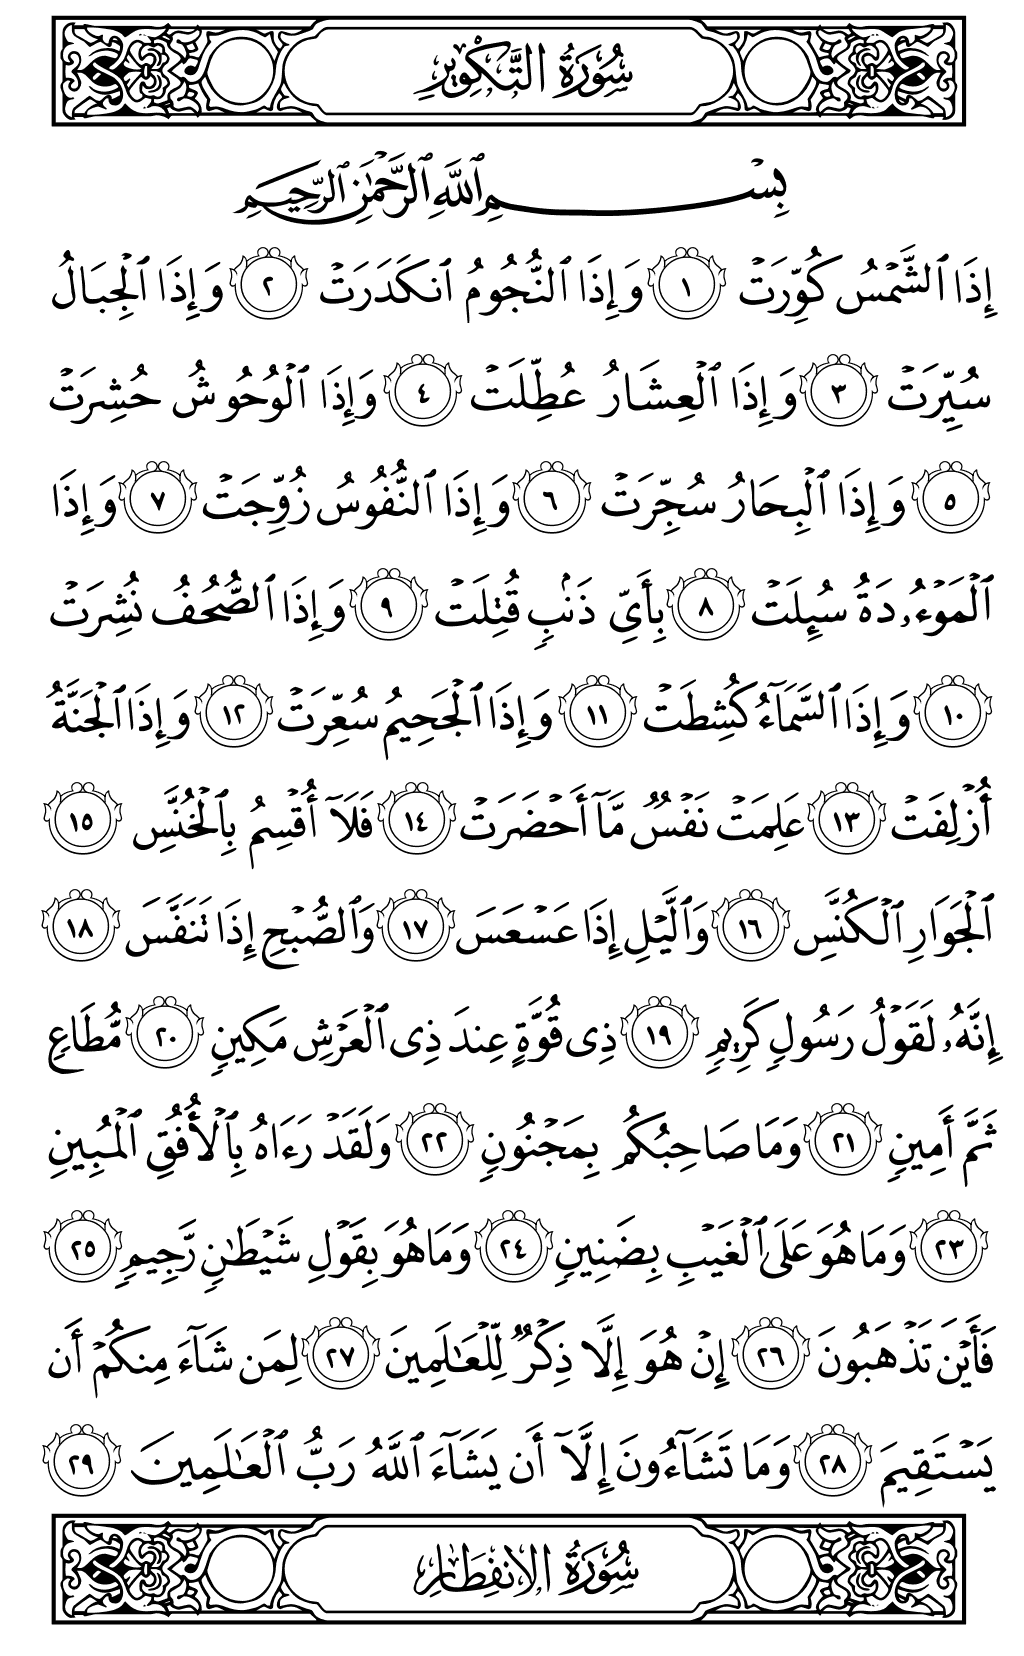 سُورَةُ التَّكْوِيرِ
بِسْمِ ٱللَّهِ ٱلرَّحْمَٰنِ ٱلرَّحِيمِ
إِذَا ٱلشَّمْسُ كُوِّرَتْ ١ وَإِذَا ٱلنُّجُومُ ٱنكَدَرَتْ ٢ وَإِذَا ٱلْجِبَالُ
سُيِّرَتْ ٣ وَإِذَا ٱلْعِشَارُ عُطِّلَتْ ٤ وَإِذَا ٱلْوُحُوشُ حُشِرَتْ
٥ وَإِذَا ٱلْبِحَارُ سُجِّرَتْ ٦ وَإِذَا ٱلنُّفُوسُ زُوِّجَتْ ٧ وَإِذَا
ٱلْمَوْءُۥدَةُ سُئِلَتْ ٨ بِأَىِّ ذَنۢبٍ قُتِلَتْ ٩ وَإِذَا ٱلصُّحُفُ نُشِرَتْ
١٠ وَإِذَا ٱلسَّمَآءُ كُشِطَتْ ١١ وَإِذَا ٱلْجَحِيمُ سُعِّرَتْ ١٢ وَإِذَا ٱلْجَنَّةُ
أُزْلِفَتْ ١٣ عَلِمَتْ نَفْسٌ مَّآ أَحْضَرَتْ ١٤ فَلَآ أُقْسِمُ بِٱلْخُنَّسِ ١٥
ٱلْجَوَارِ ٱلْكُنَّسِ ١٦ وَٱلَّيْلِ إِذَا عَسْعَسَ ١٧ وَٱلصُّبْحِ إِذَا تَنَفَّسَ ١٨
إِنَّهُۥ لَقَوْلُ رَسُولٍ كَرِيمٍ ١٩ ذِى قُوَّةٍ عِندَ ذِى ٱلْعَرْشِ مَكِينٍ ٢٠ مُّطَاعٍ
ثَمَّ أَمِينٍ ٢١ وَمَا صَاحِبُكُم بِمَجْنُونٍ ٢٢ وَلَقَدْ رَءَاهُ بِٱلْأُفُقِ ٱلْمُبِينِ
٢٣ وَمَا هُوَ عَلَى ٱلْغَيْبِ بِضَنِينٍ ٢٤ وَمَا هُوَ بِقَوْلِ شَيْطَٰنٍ رَّجِيمٍ ٢٥
فَأَيْنَ تَذْهَبُونَ ٢٦ إِنْ هُوَ إِلَّا ذِكْرٌ لِّلْعَٰلَمِينَ ٢٧ لِمَن شَآءَ مِنكُمْ أَن
يَسْتَقِيمَ ٢٨ وَمَا تَشَآءُونَ إِلَّآ أَن يَشَآءَ ٱللَّهُ رَبُّ ٱلْعَٰلَمِينَ ٢٩
سُورَةُ الِانفِطَارِ